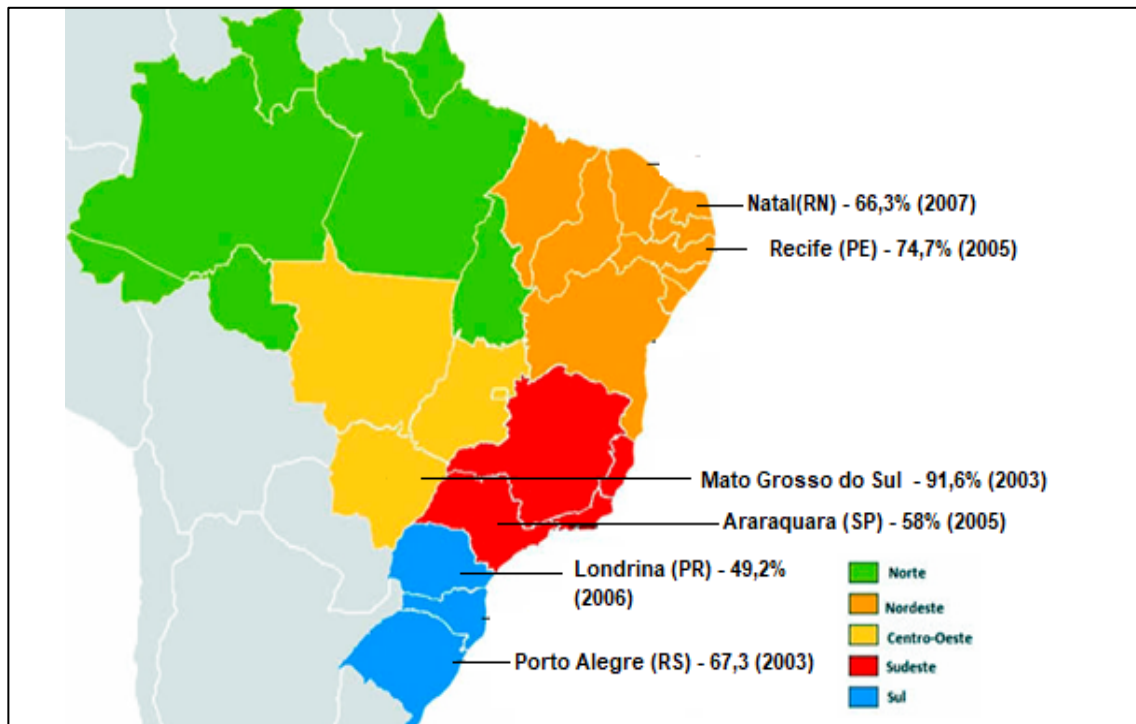 Natal(RN) - 66,3% (2007)
Recife (PE) - 74,7% (2005)
Mato Grosso do Sul - 91,6% (2003)
Araraquara (SP) - 58% (2005)
Londrina (PR) - 49,2%
(2006)
Porto Alegre (RS) - 67,3 (2003)
Norte
Nordeste
Centro-Oeste
Sudeste
Sul